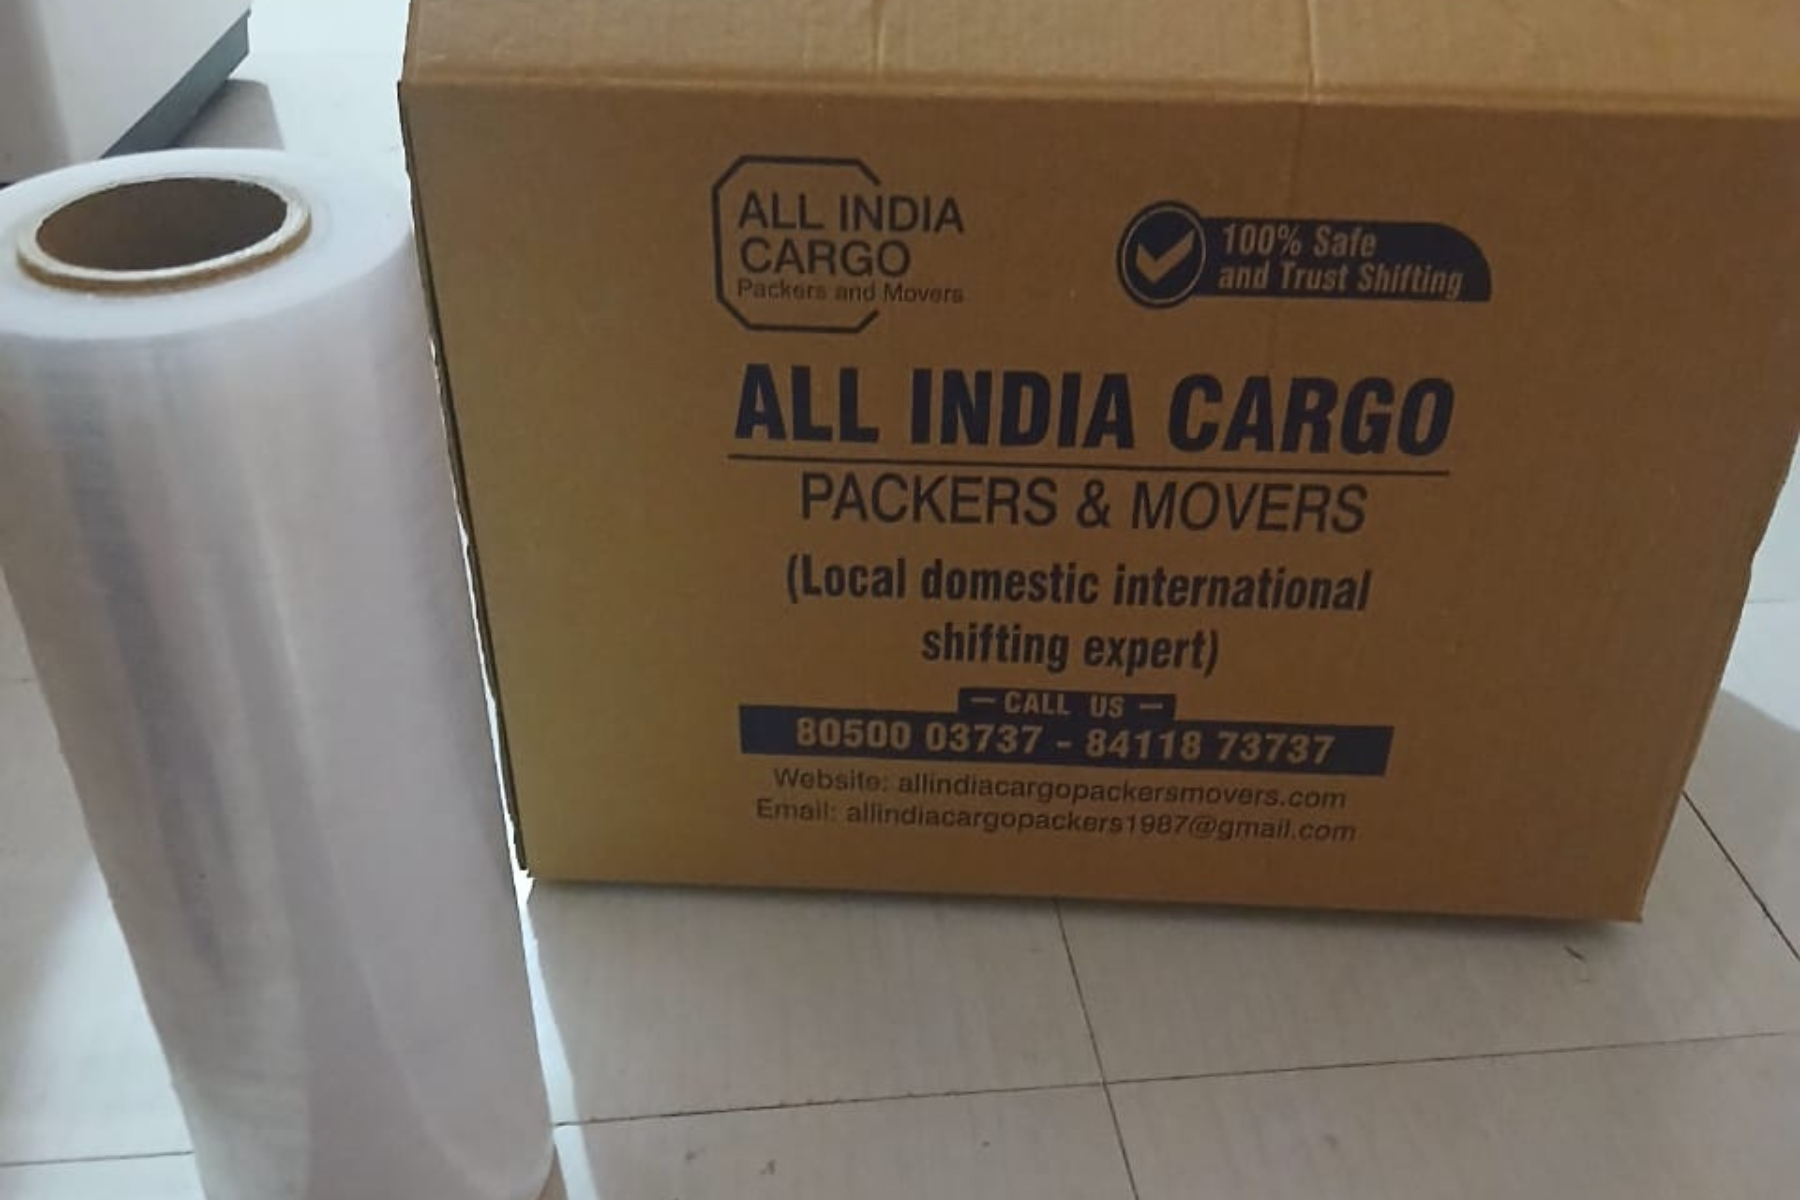 ALL INDIA
CARGO
Packers and Movers
100% Safe
and Trust Shifting
ALL INDIA CARGO
PACKERS & MOVERS
(Local domestic international
shifting expert)
— CALL US —
80500 03737 - 84118 73737
Website: allindiacargopackersmovers.com
Email: allindiacargopackers1987@gmail.com